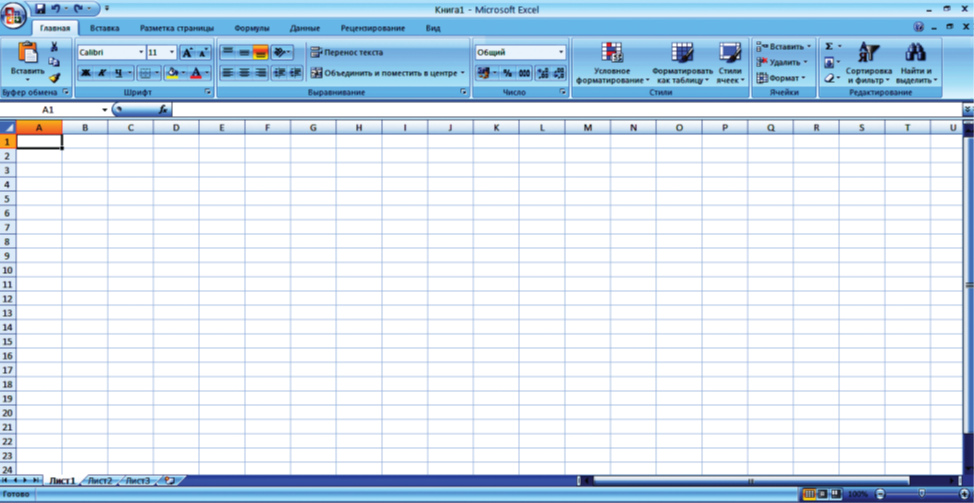 Книга1 - Microsoft Excel
Главная Вставка Разметка страницы Формулы Данные Рецензирование Вид
Calibri 11 Перенос текста Общий Вставить
Удалить
Вставить Ж К Ч А Объединить и поместить в центре % 000 Условное форматирование Форматировать как таблицу Стили ячеек Формат Сортировка и фильтр Найти и выделить
Буфер обмена Шрифт Выравнивание Число Стили Ячейки Редактирование
A1 fx
A B C D E F G H I J K L M N O P Q R S T U
1
2
3
4
5
6
7
8
9
10
11
12
13
14
15
16
17
18
19
20
21
22
23
24
Лист1 Лист2 Лист3
Готово 100%